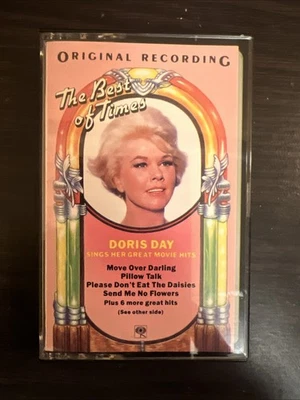 ORIGINAL RECORDING
The Best
of Times
DORIS DAY
SINGS HER GREAT MOVIE HITS
Move Over Darling
Pillow Talk
Please Don't Eat The Daisies
Send Me No Flowers
Plus 6 more great hits
(See other side)